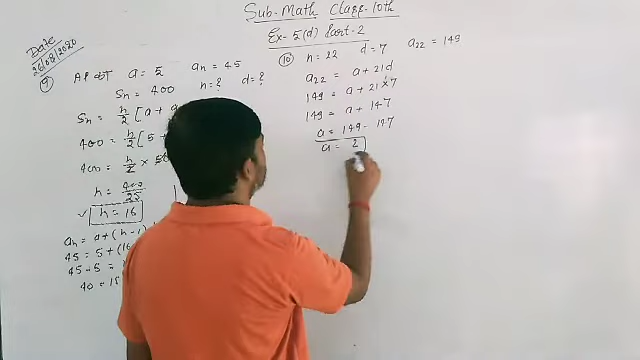 Sub-Math Class-10th
Ex-5(d) Part-2
Date
26/08/2020
(9) AP का a = 5 an = 45
Sn = 400 n = ? d = ?
Sn = n/2 [a +
400 = n/2 [5 +
400 = n/2 ×
n = 400/25
✓ n = 16
an = a + (n-1)
45 = 5 + (16
45 - 5 =
40 = 15
(10) n = 22 d = 7 a22 = 149
a22 = a + 21d
149 = a + 21×7
149 = a + 147
a = 149 - 147
a = 2